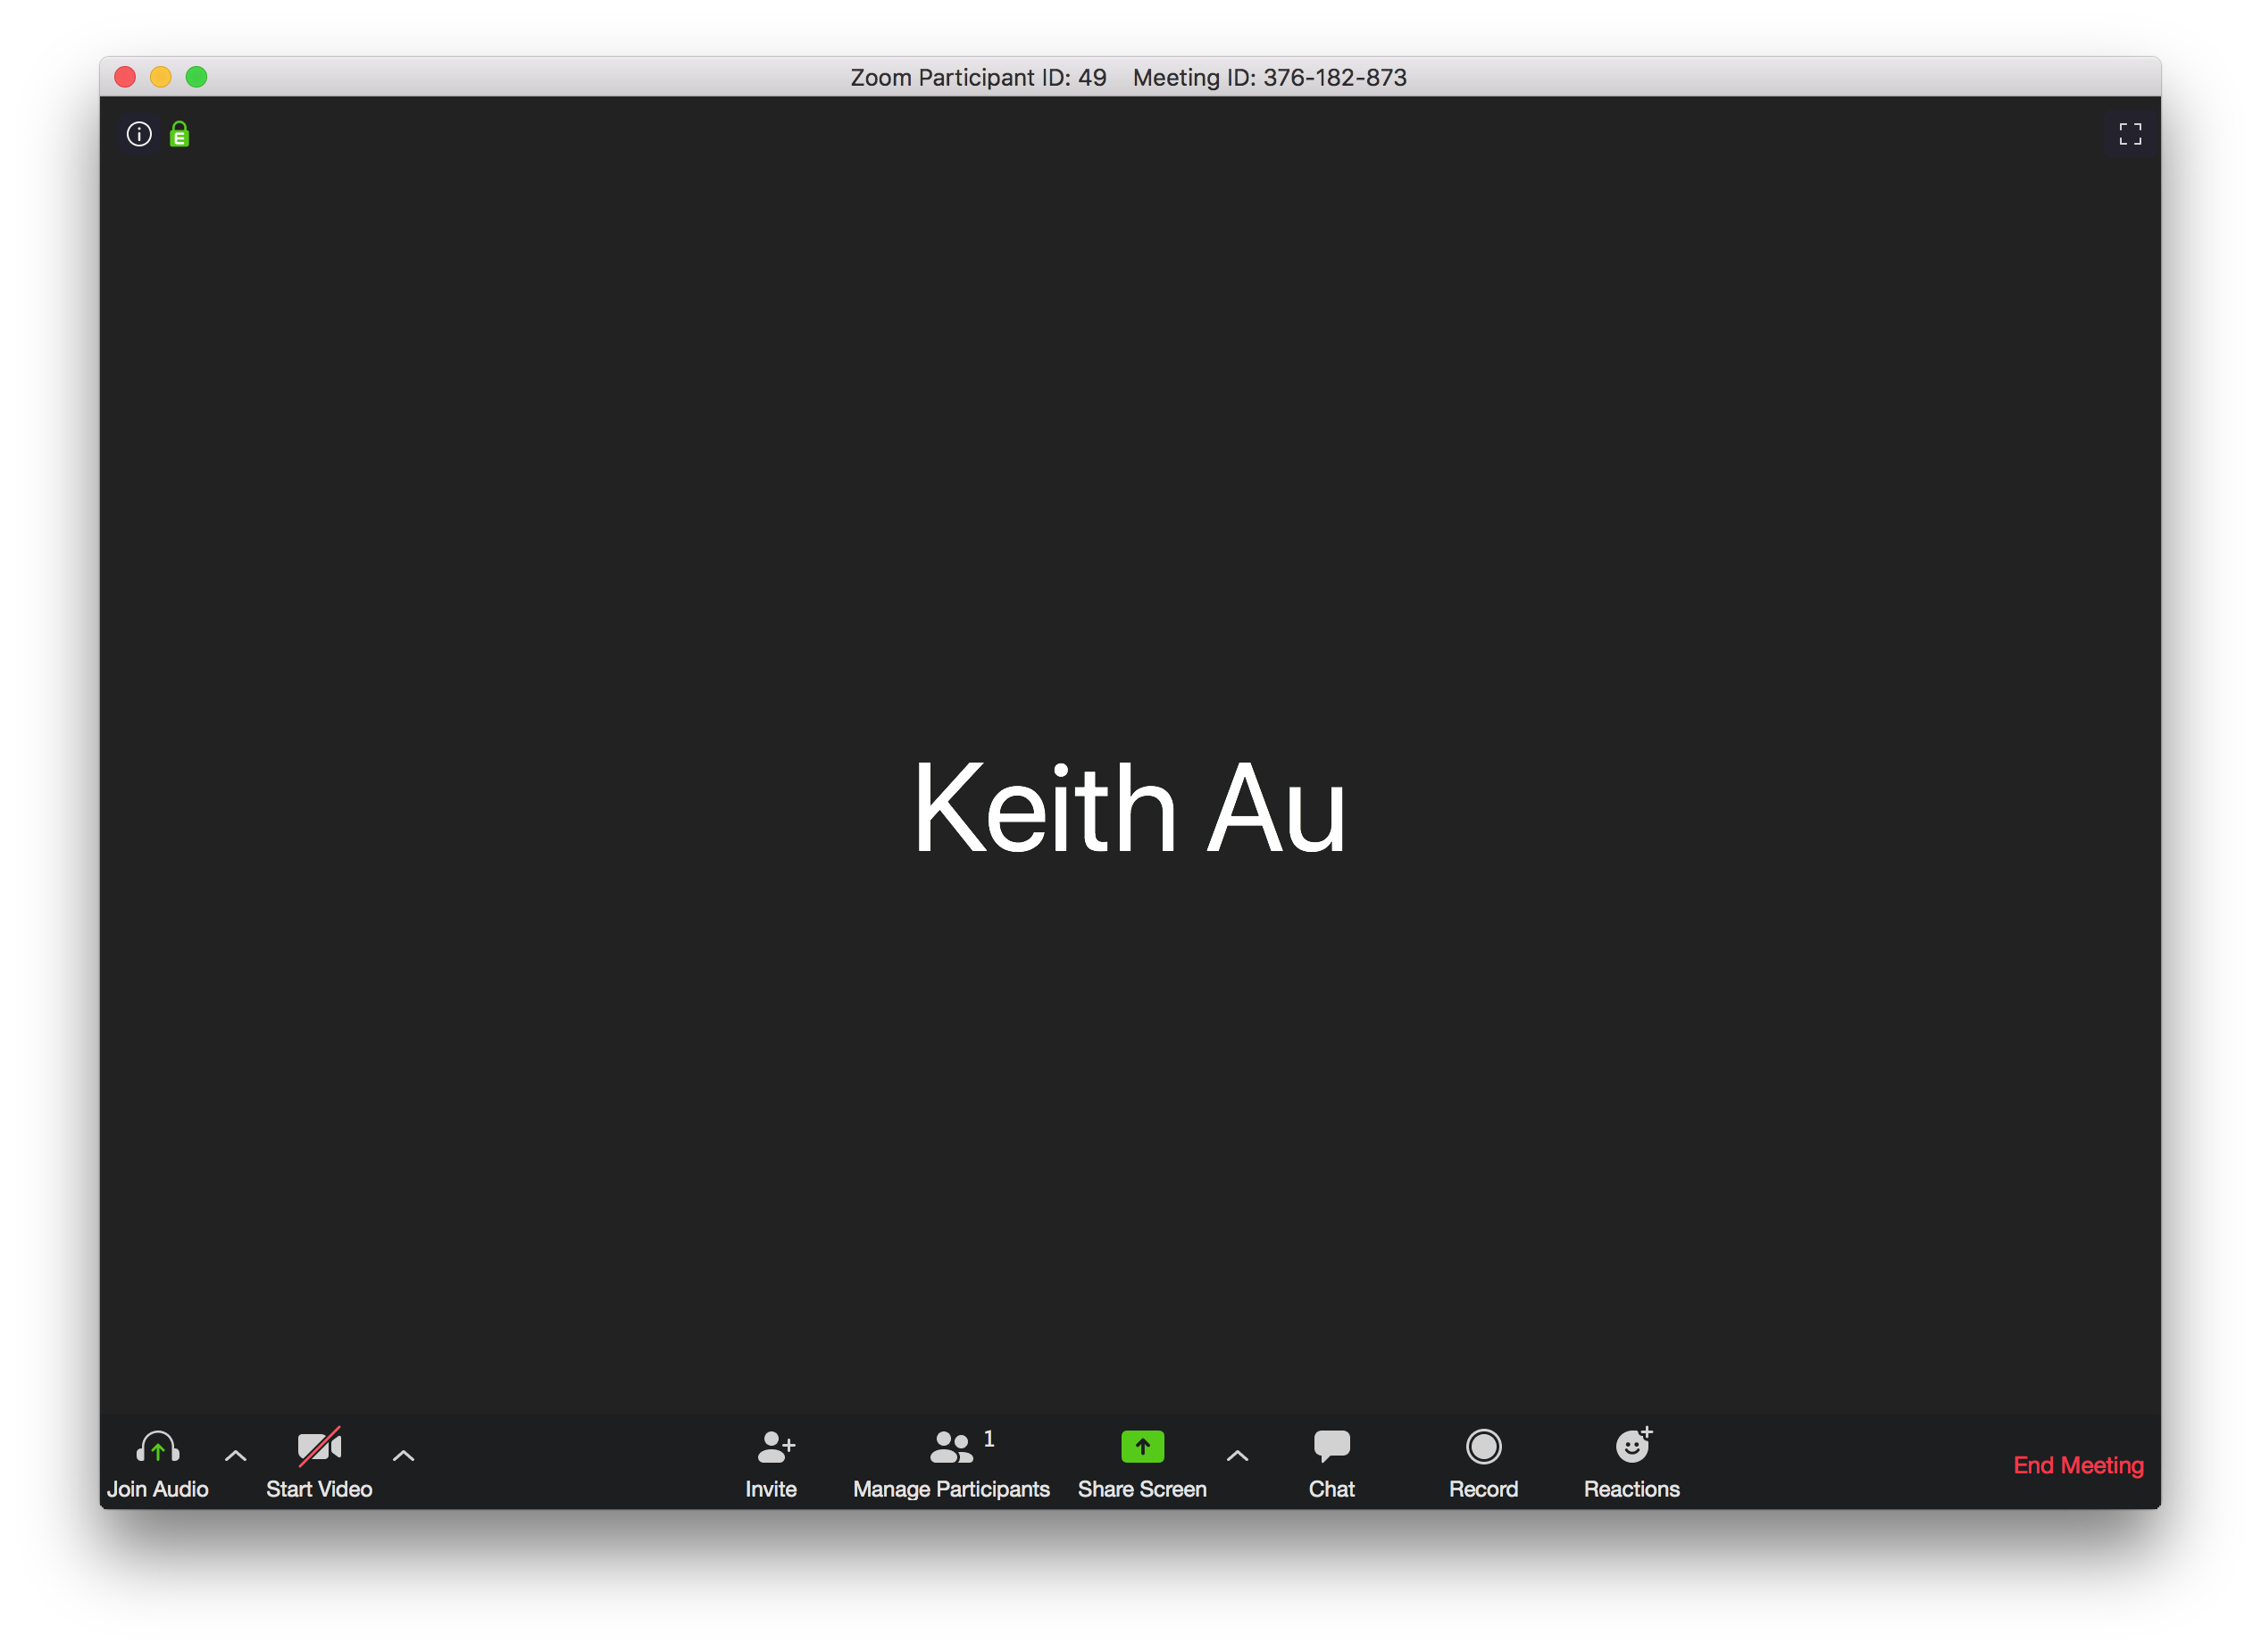 Zoom Participant ID: 49 Meeting ID: 376-182-873
E
Keith Au
1
Join Audio
Start Video
Invite
Manage Participants
Share Screen
Chat
Record
Reactions
End Meeting